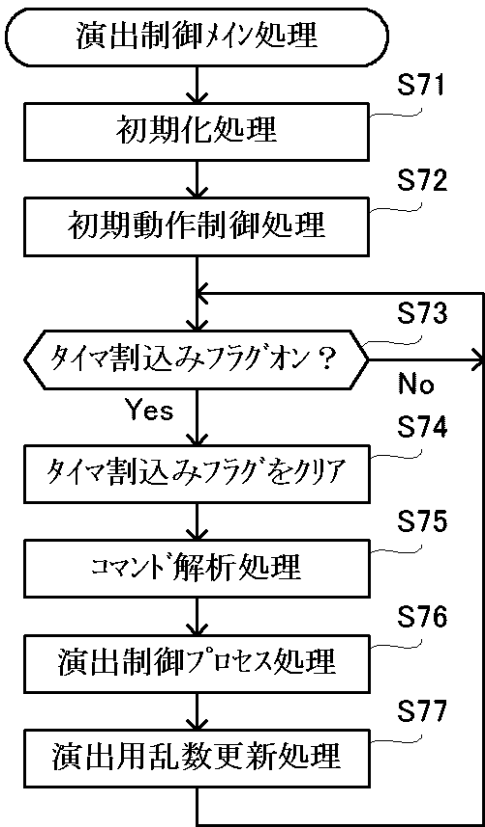 演出制御ﾒｲﾝ処理
S71
初期化処理
S72
初期動作制御処理
S73
ﾀｲﾏ割込みﾌﾗｸﾞｵﾝ？
No
Yes
S74
ﾀｲﾏ割込みﾌﾗｸﾞをｸﾘｱ
S75
ｺﾏﾝﾄﾞ解析処理
S76
演出制御ﾌﾟﾛｾｽ処理
S77
演出用乱数更新処理